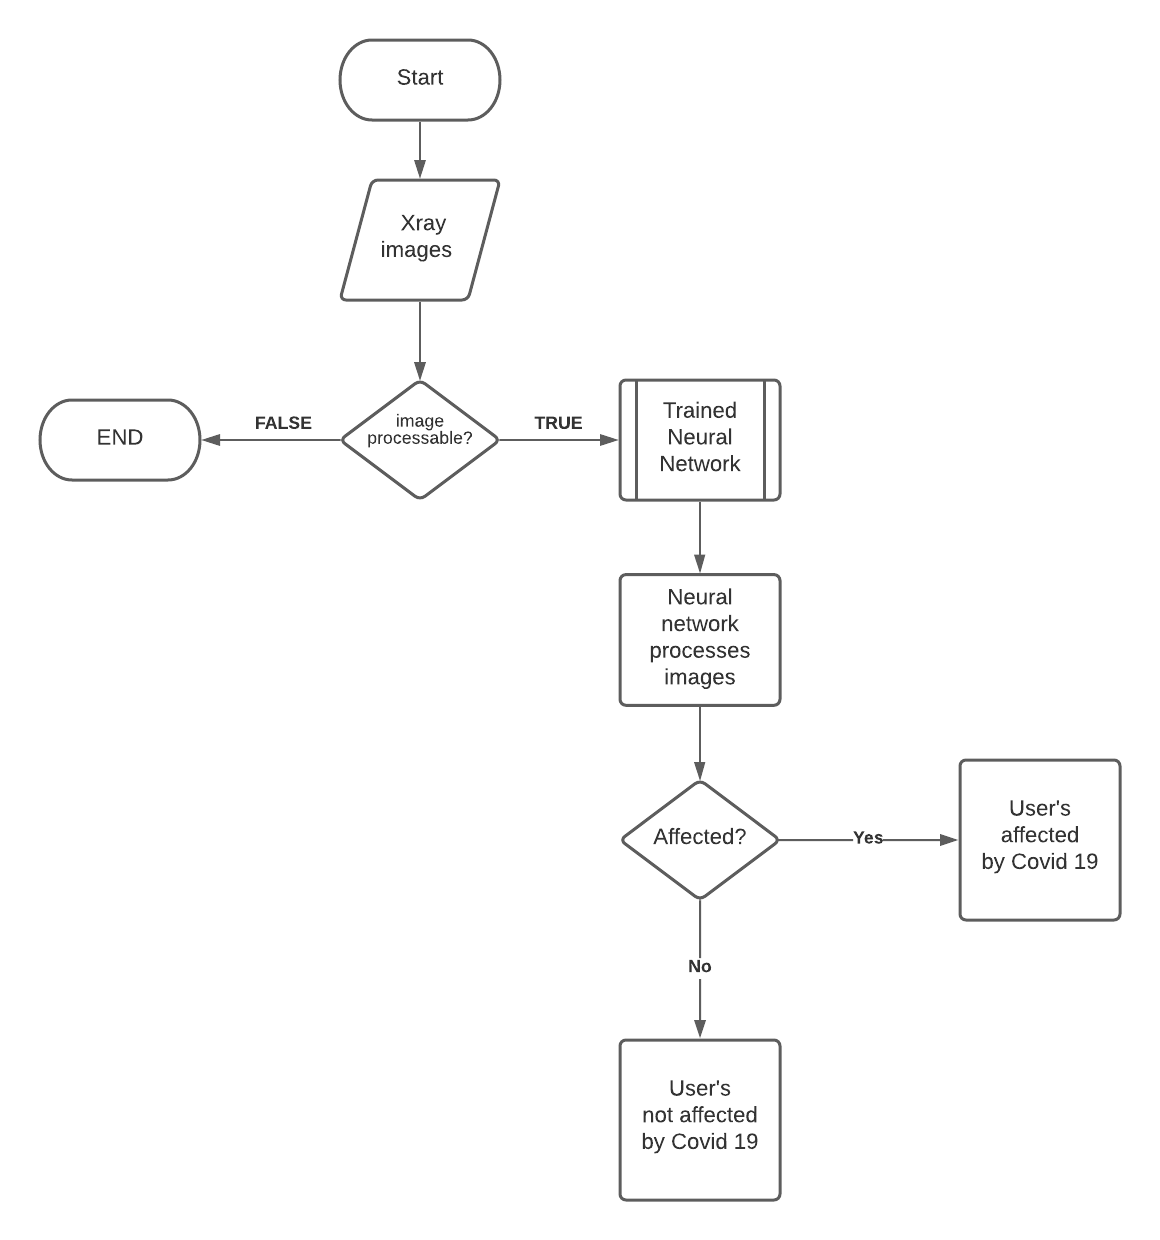 Start
Xray
images
END
FALSE
image
processable?
TRUE
Trained
Neural
Network
Neural
network
processes
images
Affected?
Yes
User's
affected
by Covid 19
No
User's
not affected
by Covid 19